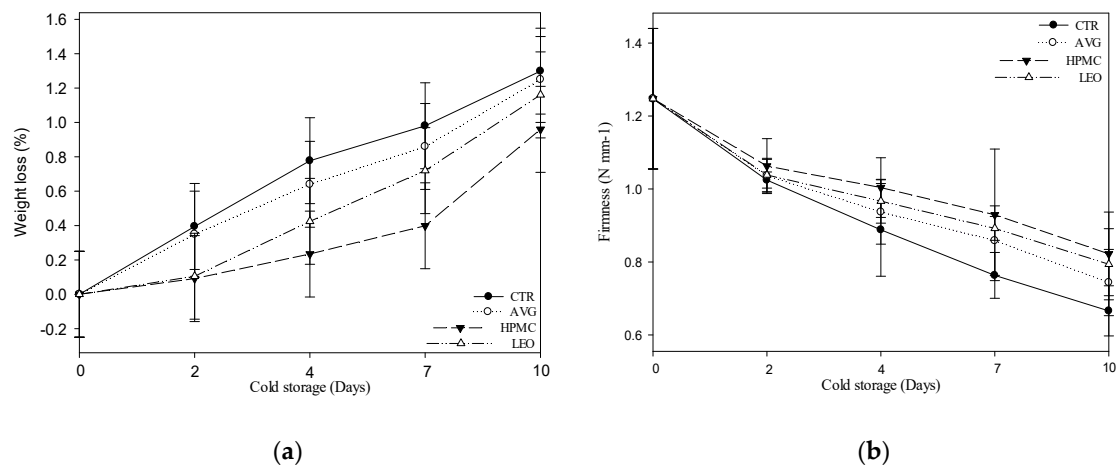 1.6
1.4
1.2
1.0
0.8
0.6
0.4
0.2
0.0
-0.2
Weight loss (%)
CTR
AVG
HPMC
LEO
0 2 4 7 10
Cold storage (Days)
(a)
1.4
1.2
1.0
0.8
0.6
Firmness (N mm-1)
CTR
AVG
HPMC
LEO
0 2 4 7 10
Cold storage (Days)
(b)